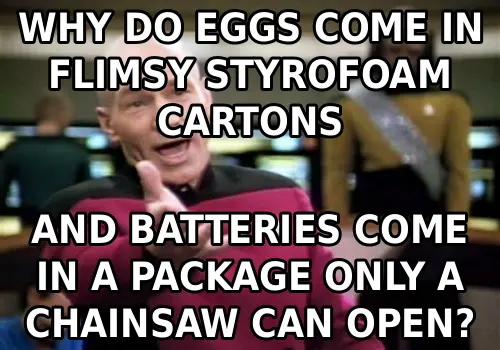 WHY DO EGGS COME IN
FLIMSY STYROFOAM
CARTONS
AND BATTERIES COME
IN A PACKAGE ONLY A
CHAINSAW CAN OPEN?